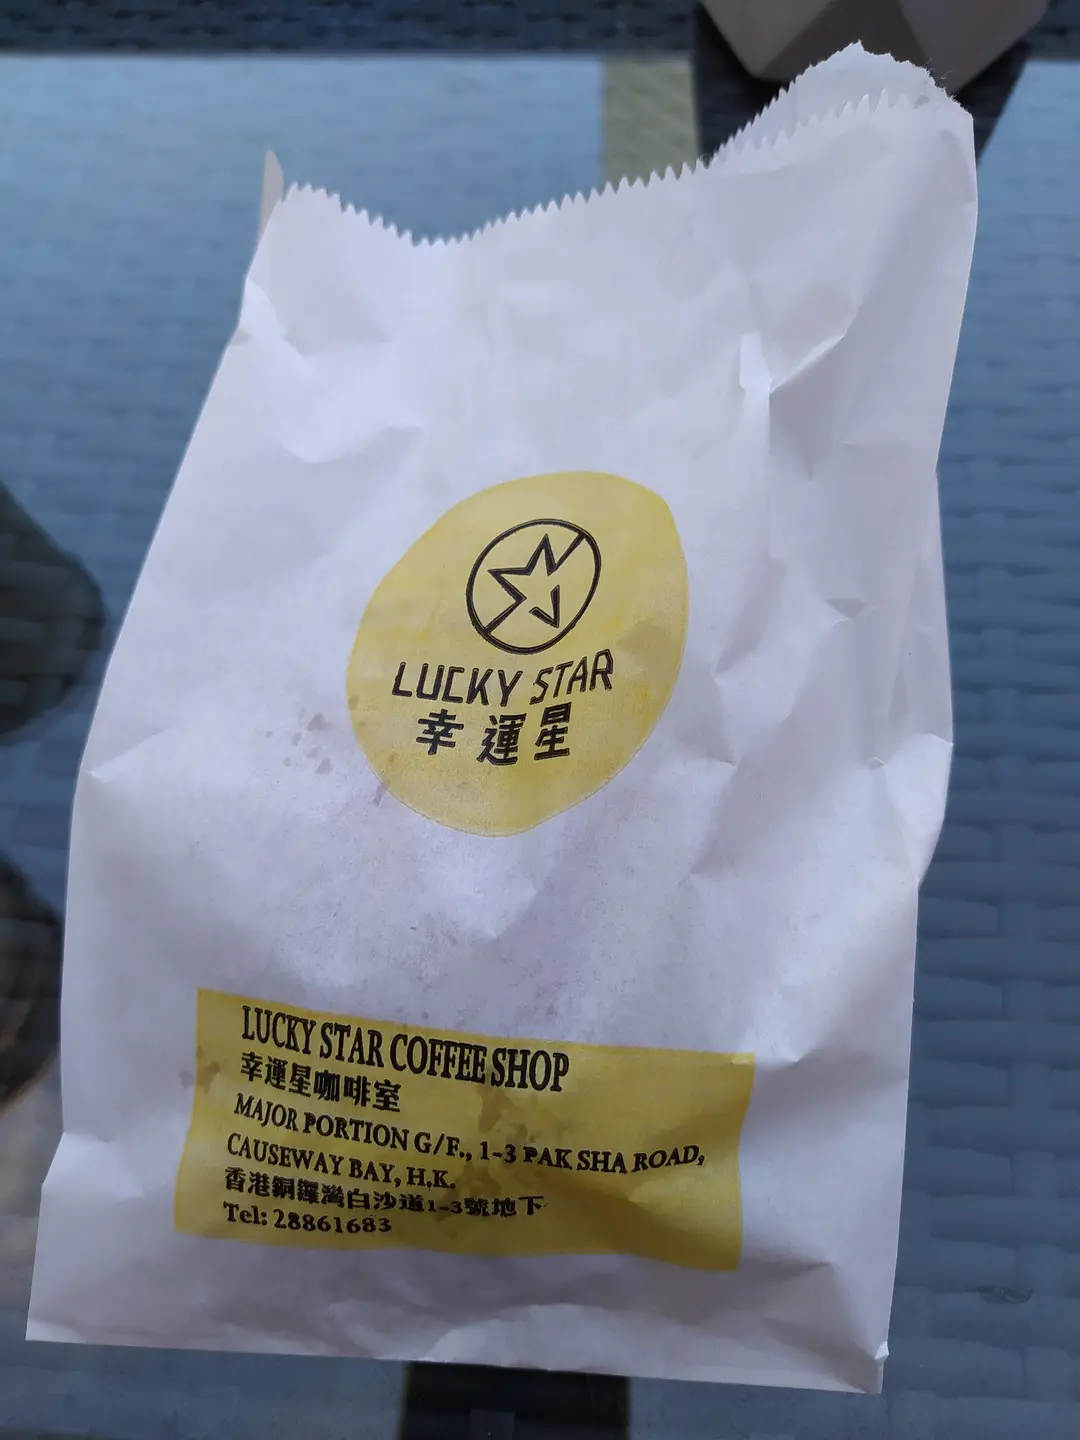 LUCKY STAR
幸運星
LUCKY STAR COFFEE SHOP
幸運星咖啡室
MAJOR PORTION G/F., 1-3 PAK SHA ROAD,
CAUSEWAY BAY, H.K.
香港銅鑼灣白沙道1-3號地下
Tel: 28861683